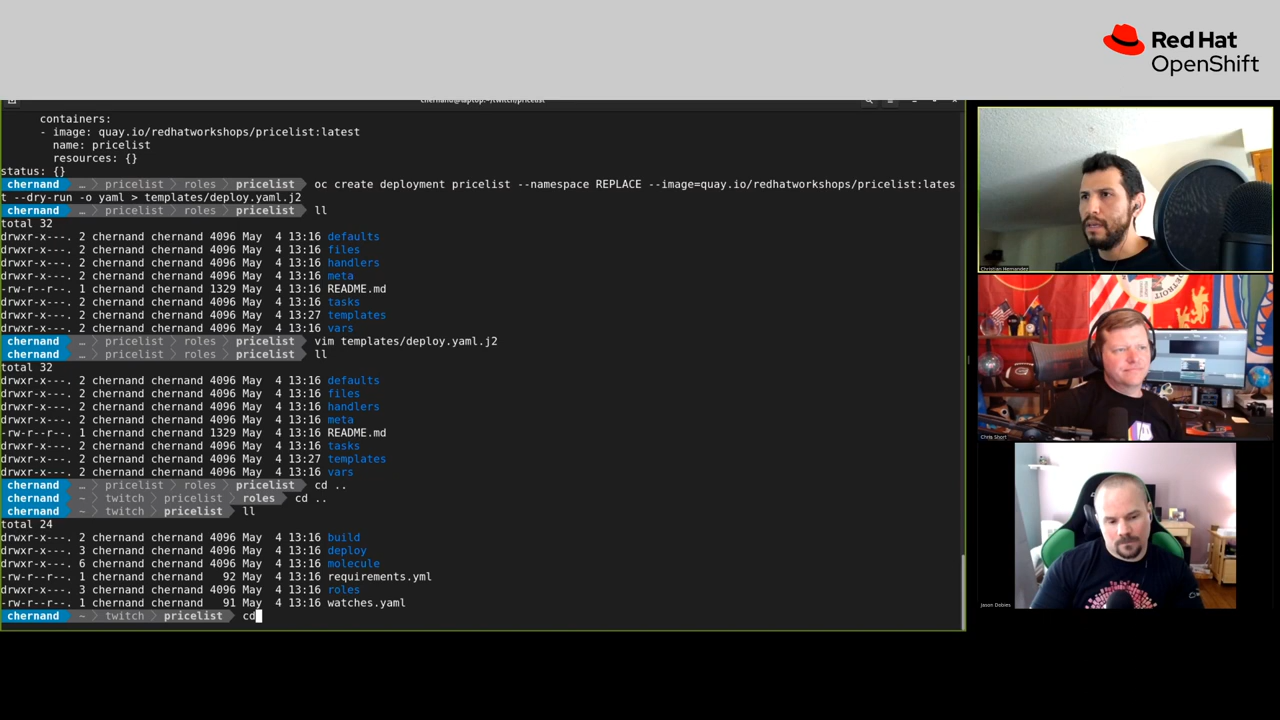 Red Hat
OpenShift
chernand@laptop:~/twitch/pricelist
containers:
- image: quay.io/redhatworkshops/pricelist:latest
name: pricelist
resources: {}
status: {}
chernand … pricelist roles pricelist oc create deployment pricelist --namespace REPLACE --image=quay.io/redhatworkshops/pricelist:lates
t --dry-run -o yaml > templates/deploy.yaml.j2
chernand … pricelist roles pricelist ll
total 32
drwxr-x---. 2 chernand chernand 4096 May  4 13:16 defaults
drwxr-x---. 2 chernand chernand 4096 May  4 13:16 files
drwxr-x---. 2 chernand chernand 4096 May  4 13:16 handlers
drwxr-x---. 2 chernand chernand 4096 May  4 13:16 meta
-rw-r--r--. 1 chernand chernand 1329 May  4 13:16 README.md
drwxr-x---. 2 chernand chernand 4096 May  4 13:16 tasks
drwxr-x---. 2 chernand chernand 4096 May  4 13:27 templates
drwxr-x---. 2 chernand chernand 4096 May  4 13:16 vars
chernand … pricelist roles pricelist vim templates/deploy.yaml.j2
chernand … pricelist roles pricelist ll
total 32
drwxr-x---. 2 chernand chernand 4096 May  4 13:16 defaults
drwxr-x---. 2 chernand chernand 4096 May  4 13:16 files
drwxr-x---. 2 chernand chernand 4096 May  4 13:16 handlers
drwxr-x---. 2 chernand chernand 4096 May  4 13:16 meta
-rw-r--r--. 1 chernand chernand 1329 May  4 13:16 README.md
drwxr-x---. 2 chernand chernand 4096 May  4 13:16 tasks
drwxr-x---. 2 chernand chernand 4096 May  4 13:27 templates
drwxr-x---. 2 chernand chernand 4096 May  4 13:16 vars
chernand … pricelist roles pricelist cd ..
chernand ~ twitch pricelist roles cd ..
chernand ~ twitch pricelist ll
total 24
drwxr-x---. 2 chernand chernand 4096 May  4 13:16 build
drwxr-x---. 3 chernand chernand 4096 May  4 13:16 deploy
drwxr-x---. 6 chernand chernand 4096 May  4 13:16 molecule
-rw-r--r--. 1 chernand chernand   92 May  4 13:16 requirements.yml
drwxr-x---. 3 chernand chernand 4096 May  4 13:16 roles
-rw-r--r--. 1 chernand chernand   91 May  4 13:16 watches.yaml
chernand ~ twitch pricelist cd
Christian Hernandez
DETROIT
Chris Short
Jason Dobies